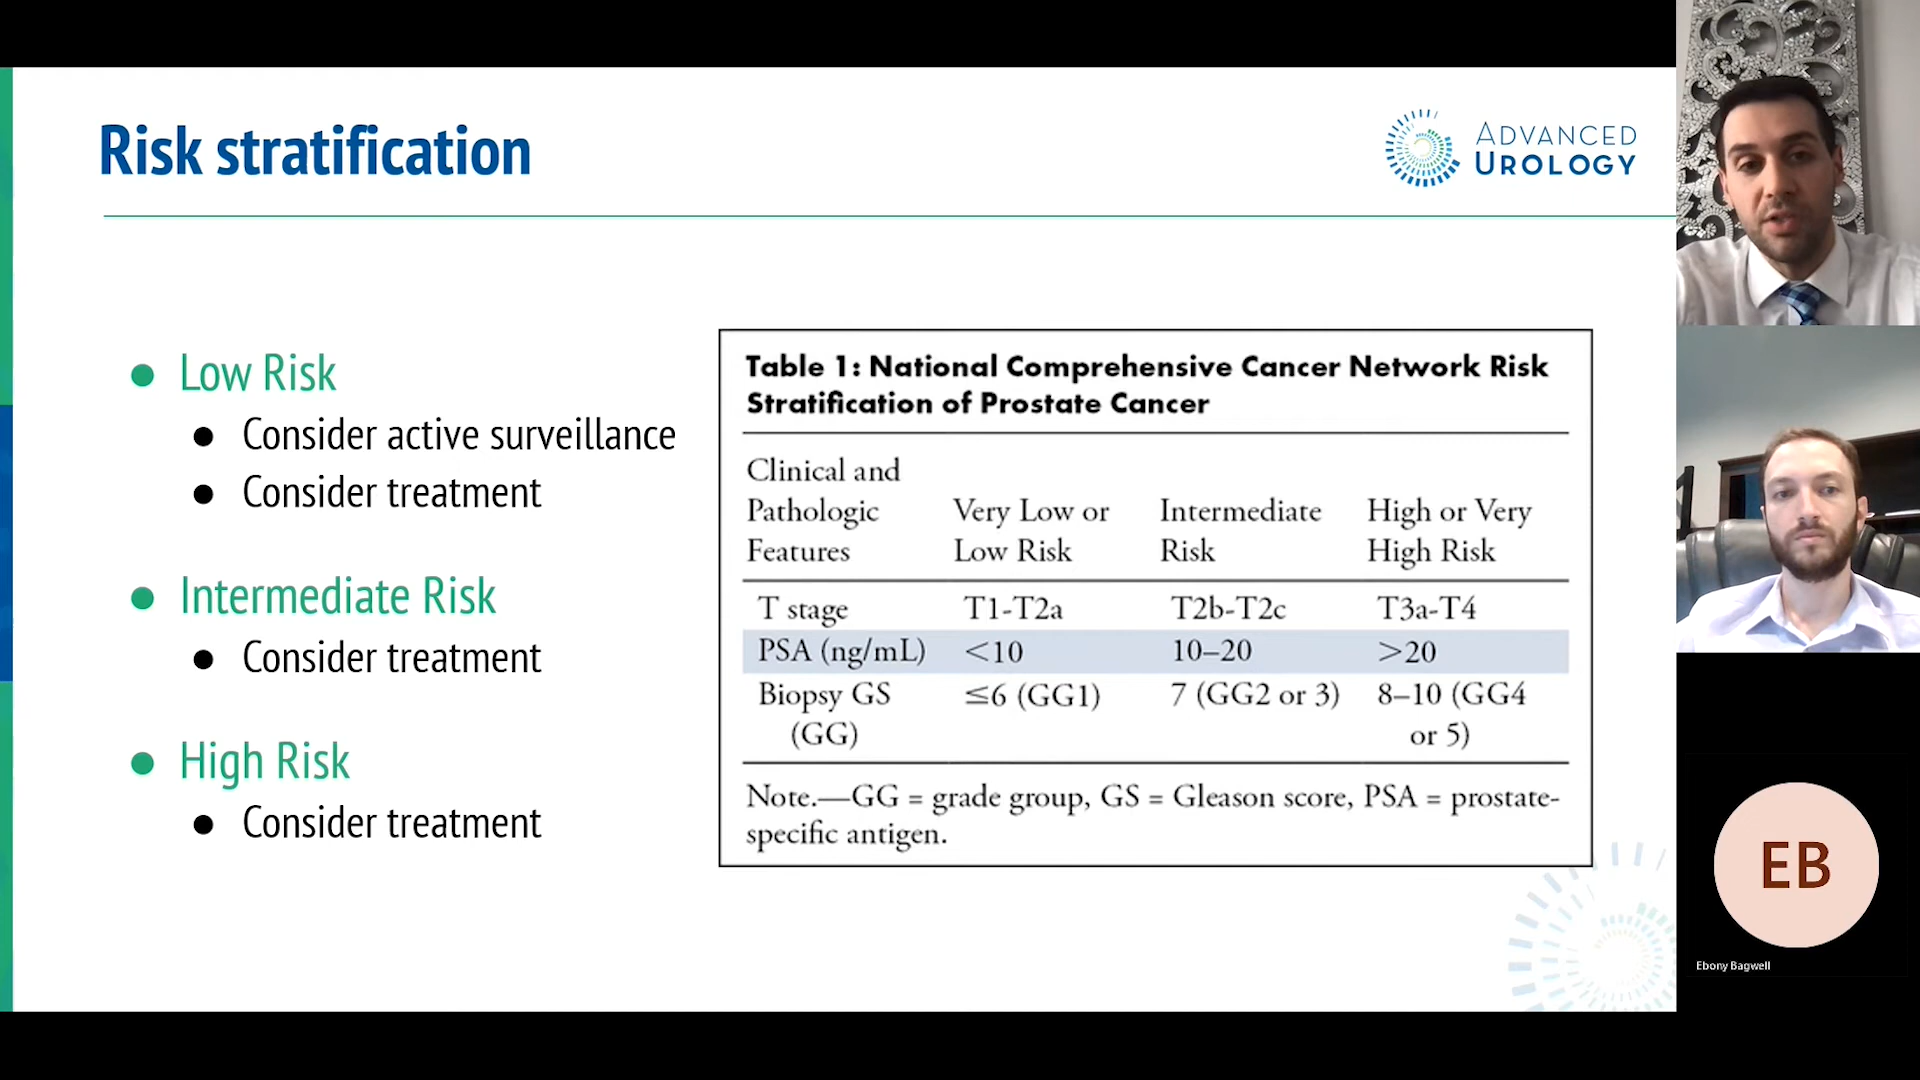 Risk stratification
ADVANCED
UROLOGY
● Low Risk
● Consider active surveillance
● Consider treatment
● Intermediate Risk
● Consider treatment
● High Risk
● Consider treatment
Table 1: National Comprehensive Cancer Network Risk
Stratification of Prostate Cancer
Clinical and
Pathologic Very Low or Intermediate High or Very
Features Low Risk Risk High Risk
T stage T1-T2a T2b-T2c T3a-T4
PSA (ng/mL) <10 10–20 >20
Biopsy GS ≤6 (GG1) 7 (GG2 or 3) 8–10 (GG4
(GG) or 5)
Note.—GG = grade group, GS = Gleason score, PSA = prostate-
specific antigen.
EB
Ebony Bagwell